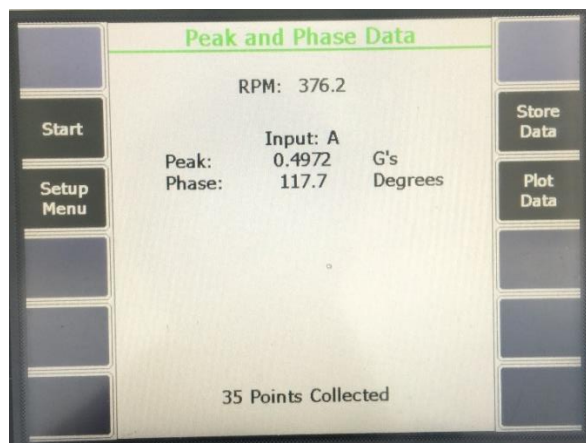 Peak and Phase Data
RPM: 376.2
Start
Store
Data
Input: A
Peak: 0.4972 G's
Phase: 117.7 Degrees
Setup
Menu
Plot
Data
35 Points Collected